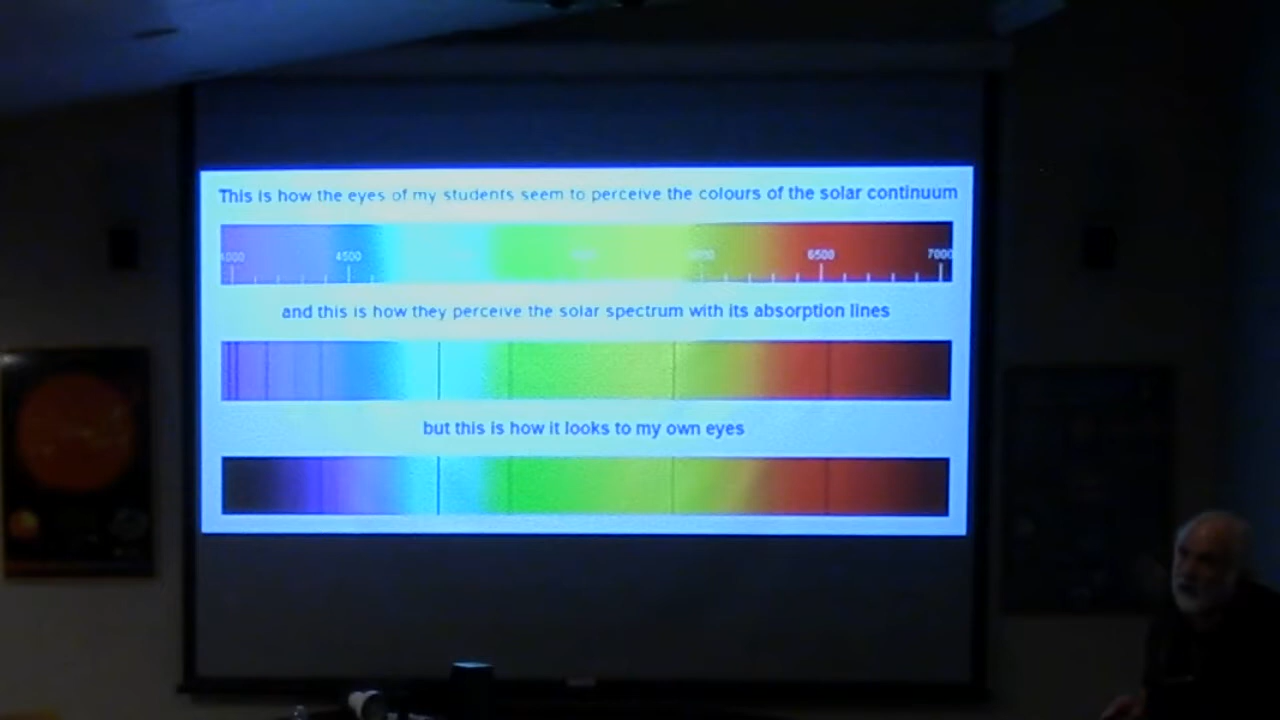 This is how the eyes of my students seem to perceive the colours of the solar continuum
4000 4500 6500 7000
and this is how they perceive the solar spectrum with its absorption lines
but this is how it looks to my own eyes